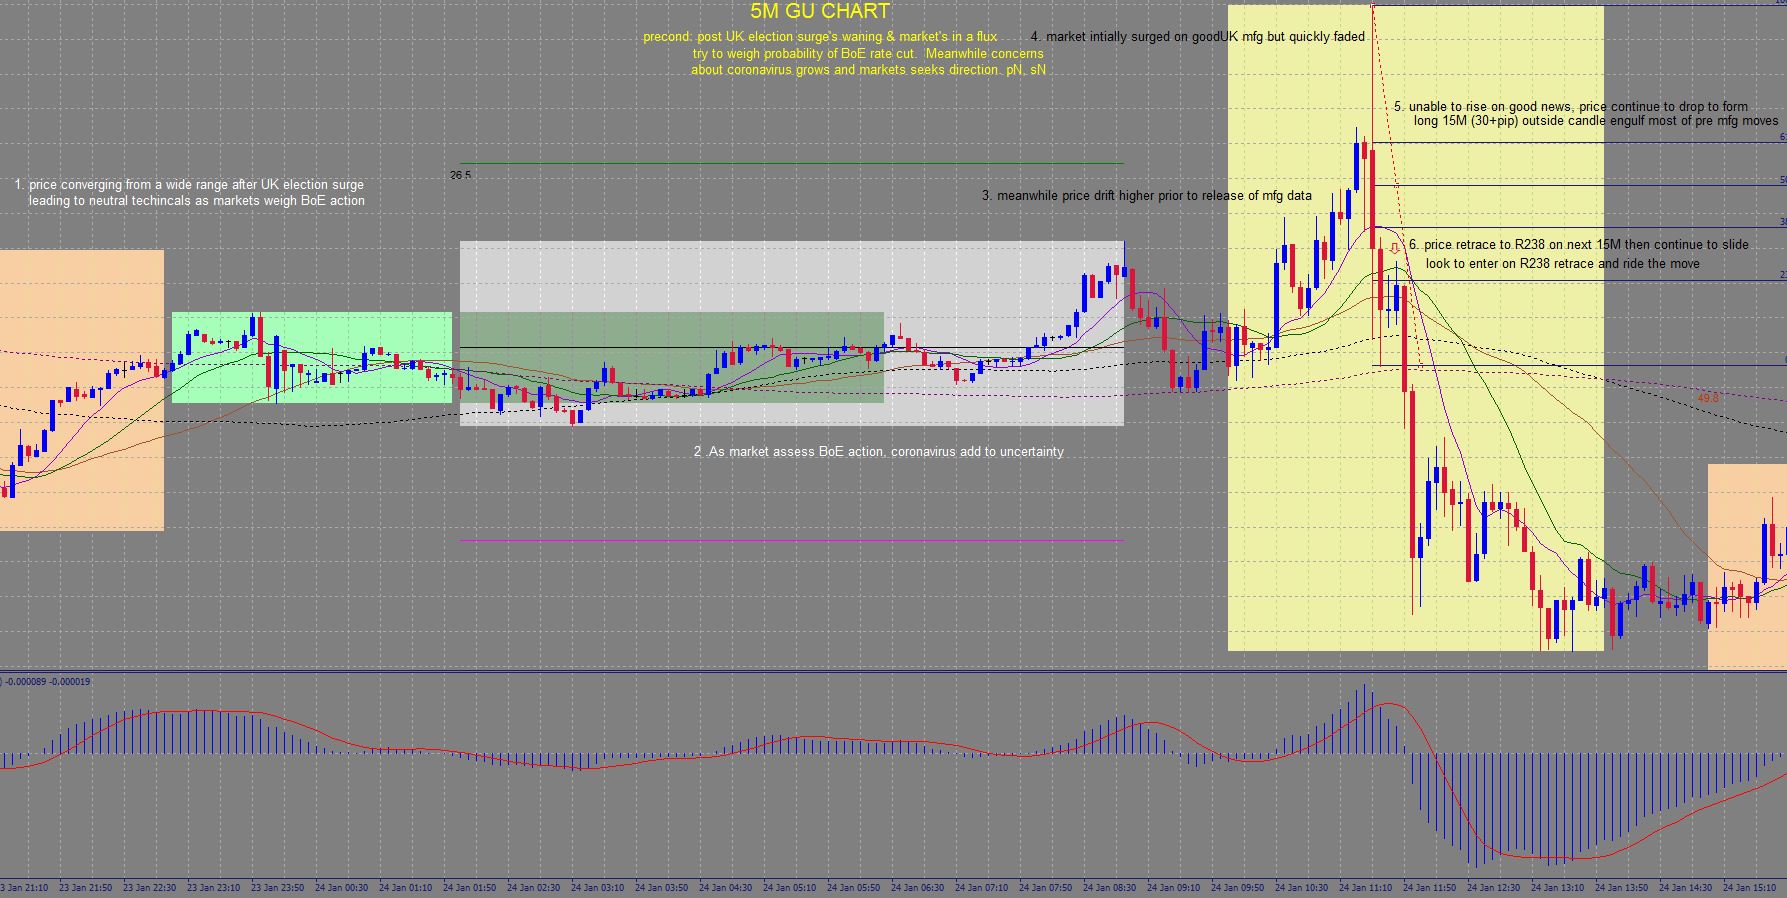 5M GU CHART
precond: post UK election surge's waning & market's in a flux
try to weigh probability of BoE rate cut.  Meanwhile concerns
about coronavirus grows and markets seeks direction. pN, sN
4. market intially surged on goodUK mfg but quickly faded
5. unable to rise on good news, price continue to drop to form
long 15M (30+pip) outside candle engulf most of pre mfg moves
26.5
1. price converging from a wide range after UK election surge
leading to neutral techincals as markets weigh BoE action
3. meanwhile price drift higher prior to release of mfg data
6. price retrace to R238 on next 15M then continue to slide
look to enter on R238 retrace and ride the move
49.8
2 .As market assess BoE action, coronavirus add to uncertainty
) -0.000089 -0.000019
3 Jan 21:10 23 Jan 21:50 23 Jan 22:30 23 Jan 23:10 23 Jan 23:50 24 Jan 00:30 24 Jan 01:10 24 Jan 01:50 24 Jan 02:30 24 Jan 03:10 24 Jan 03:50 24 Jan 04:30 24 Jan 05:10 24 Jan 05:50 24 Jan 06:30 24 Jan 07:10 24 Jan 07:50 24 Jan 08:30 24 Jan 09:10 24 Jan 09:50 24 Jan 10:30 24 Jan 11:10 24 Jan 11:50 24 Jan 12:30 24 Jan 13:10 24 Jan 13:50 24 Jan 14:30 24 Jan 15:10